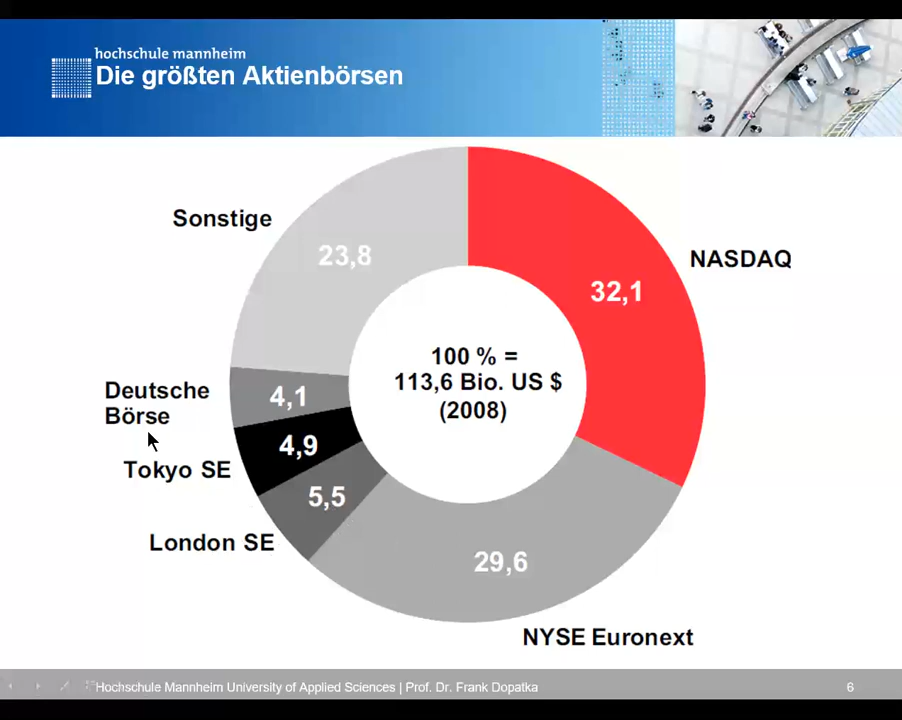 hochschule mannheim
Die größten Aktienbörsen
Sonstige
23,8
NASDAQ
32,1
100 % =
113,6 Bio. US $
(2008)
Deutsche
Börse
4,1
4,9
Tokyo SE
5,5
London SE
29,6
NYSE Euronext
Hochschule Mannheim University of Applied Sciences | Prof. Dr. Frank Dopatka
6